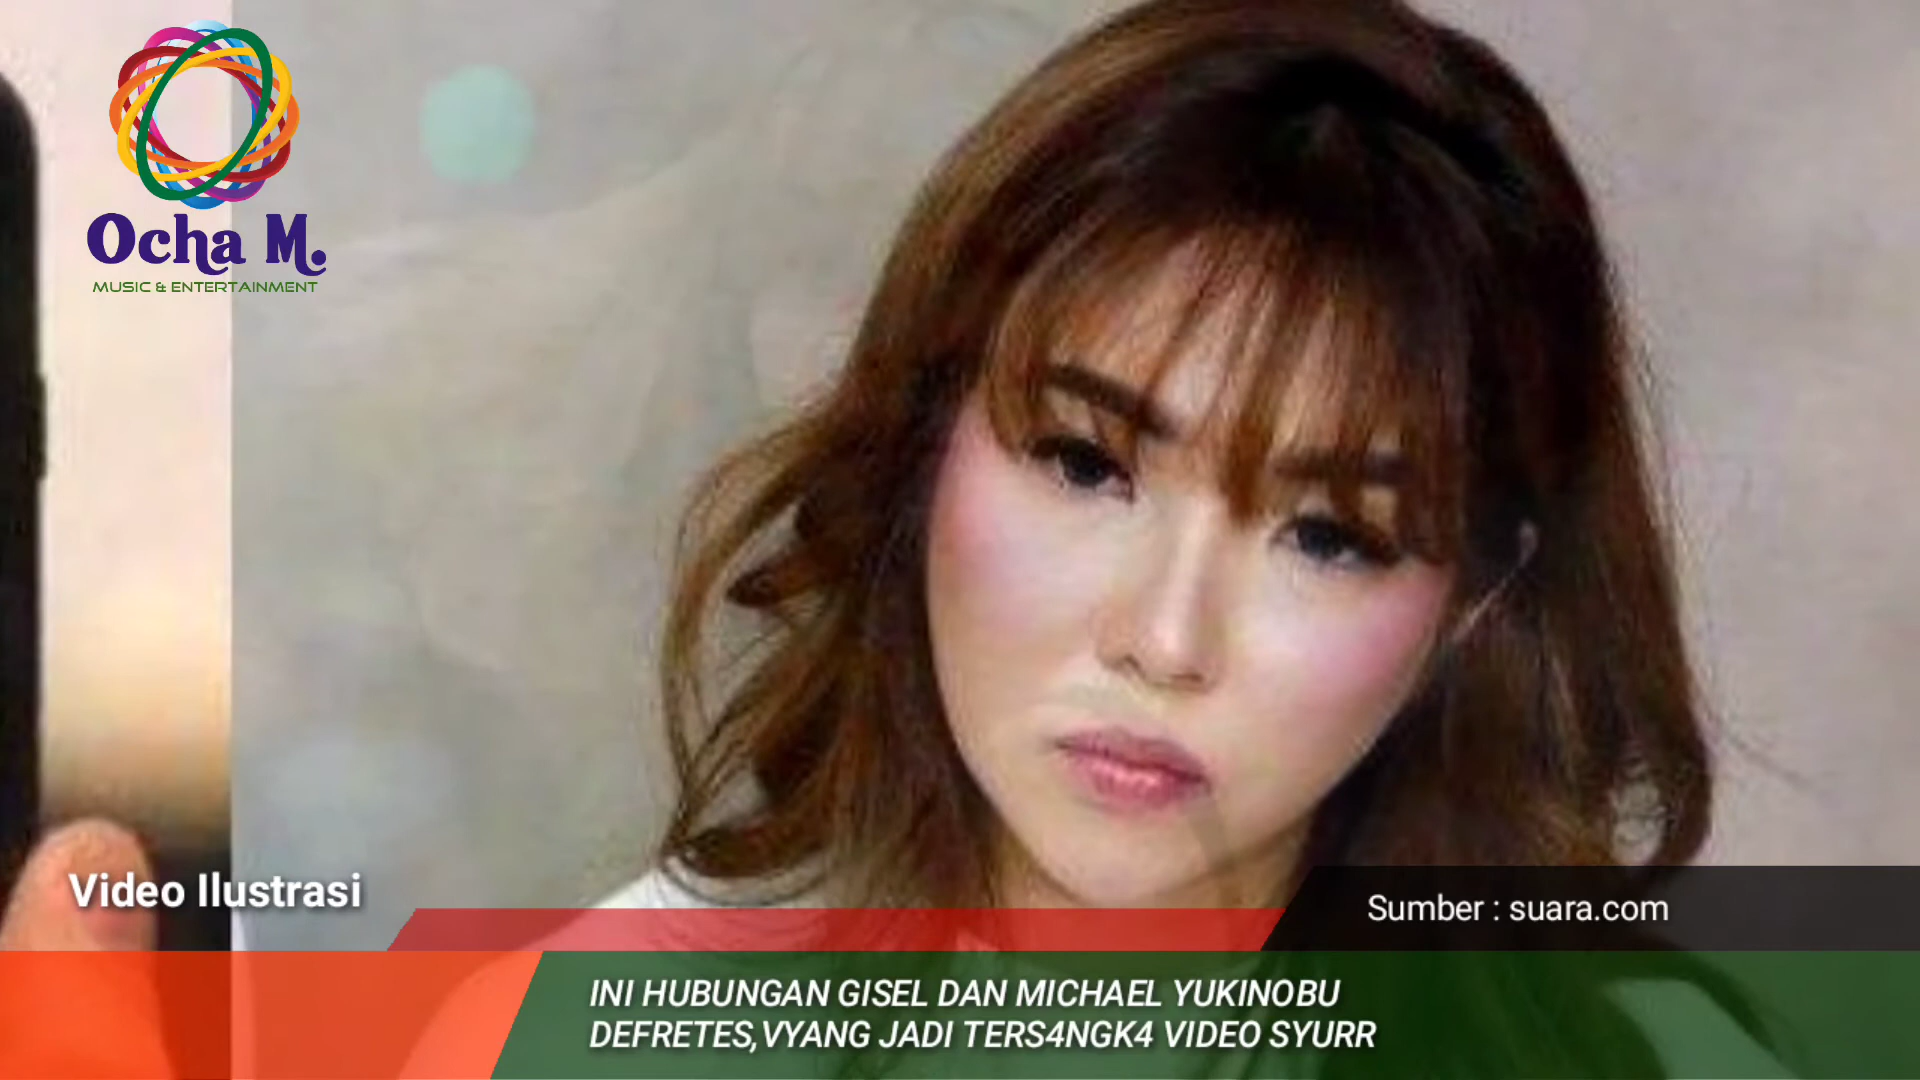 Ocha M.
MUSIC & ENTERTAINMENT
Video Ilustrasi
Sumber : suara.com
INI HUBUNGAN GISEL DAN MICHAEL YUKINOBU
DEFRETES,VYANG JADI TERS4NGK4 VIDEO SYURR